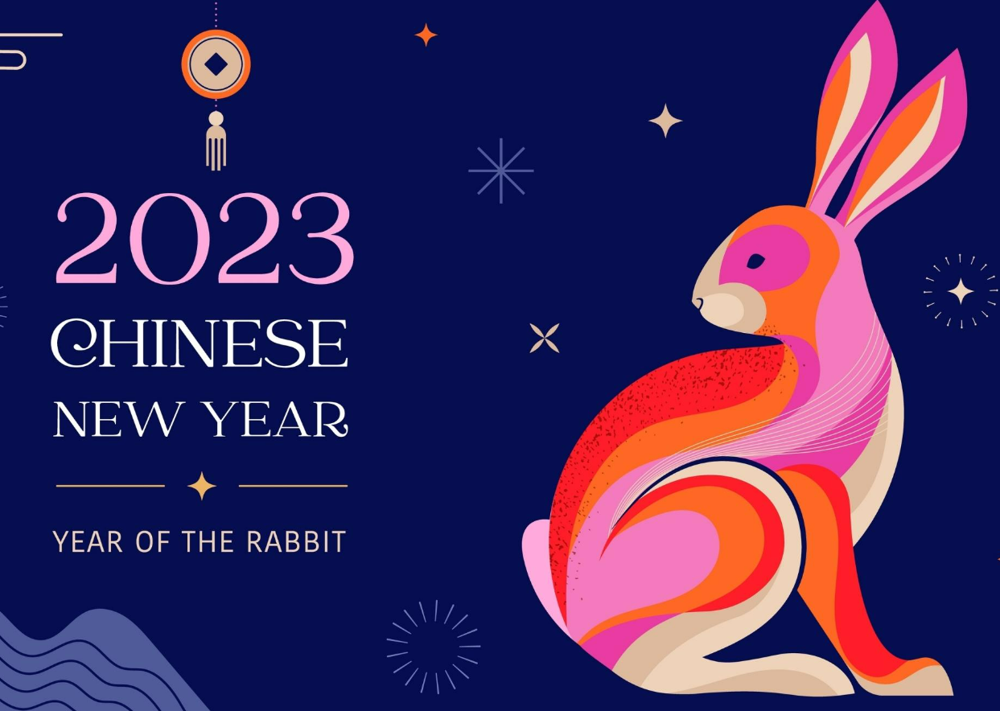 2023
CHINESE
NEW YEAR
YEAR OF THE RABBIT